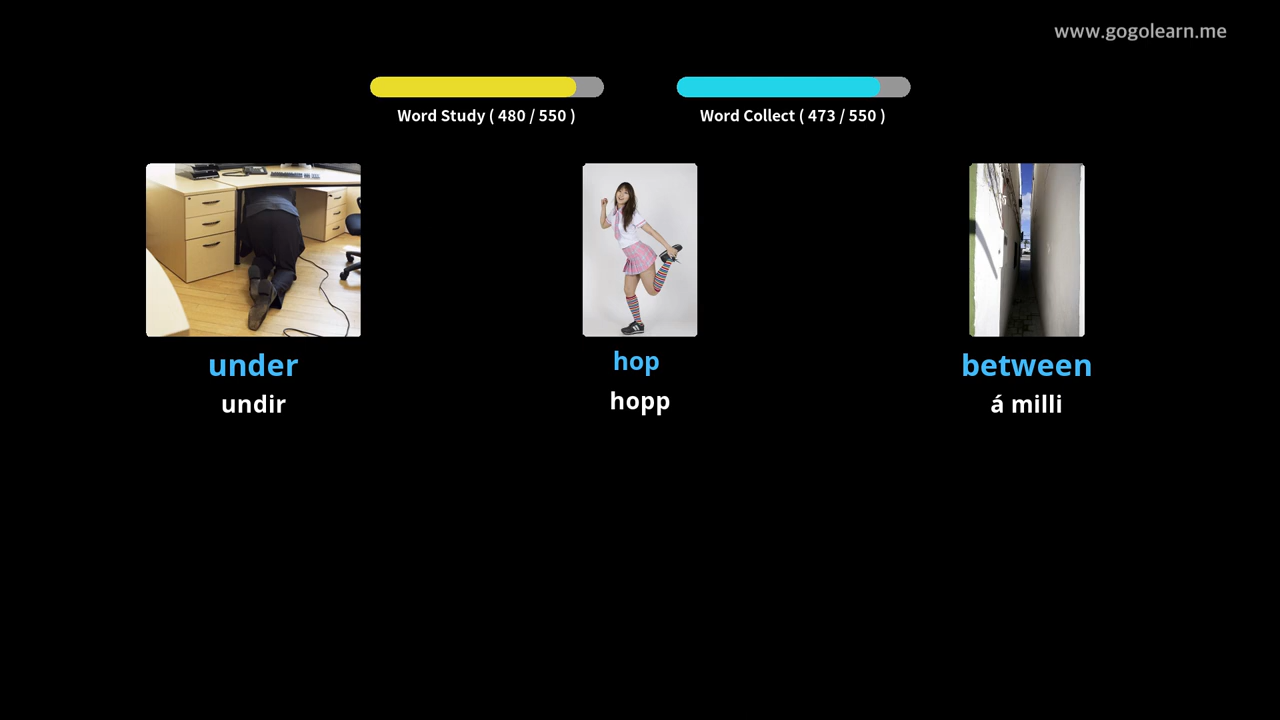 www.gogolearn.me
Word Study ( 480 / 550 )
Word Collect ( 473 / 550 )
under
undir
hop
hopp
between
á milli